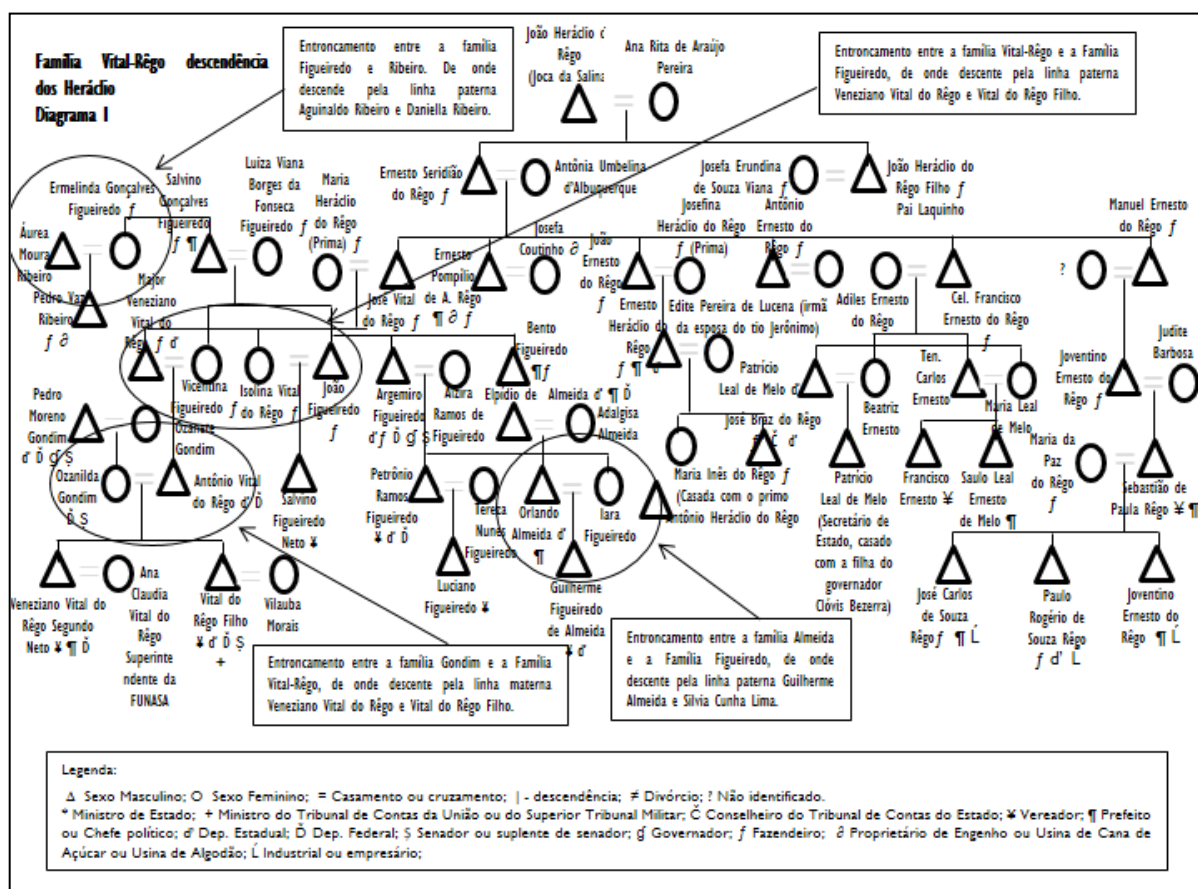 Família Vital-Rêgo descendência
dos Heráclio
Diagrama I
Entroncamento entre a família
Figueiredo e Ribeiro. De onde
descende pela linha paterna
Aguinaldo Ribeiro e Daniella Ribeiro.
João Heráclio d
Rêgo
(Joca da Salina
Ana Rita de Araújo
Pereira
Entroncamento entre a família Vital-Rêgo e a Família
Figueiredo, de onde descente pela linha paterna
Veneziano Vital do Rêgo e Vital do Rêgo Filho.
Ermelinda Gonçalves
Figueiredo ƒ
Salvino
Gonçalves
Figueiredo
ƒ ¶
Luiza Viana
Borges da
Fonseca
Figueiredo ƒ
Maria
Heráclio
do Rêgo
(Prima) ƒ
Ernesto Seridião
do Rêgo ƒ
Antônia Umbelina
d'Albuquerque
Josefa Erundina
de Souza Viana ƒ
João Heráclio do
Rêgo Filho ƒ
Pai Laquinho
Áurea
Moura
Ribeiro
Pedro Vaz
Ribeiro
ƒ ∂
Major
Veneziano
Vital do
Rêgo ƒ ď
José Vital
do Rêgo ƒ
Ernesto
Pompílio
de A. Rêgo
¶ ∂ ƒ
Josefa
Coutinho ∂
João
Ernesto
do Rêgo
ƒ
Josefina
Heráclio do Rêgo
ƒ (Prima)
Antônio
Ernesto do
Rêgo ƒ
Manuel Ernesto
do Rêgo ƒ
?
Ernesto
Heráclio do
Rêgo
ƒ ¶ ď
Edite Pereira de Lucena (irmã
da esposa do tio Jerônimo)
Adiles Ernesto
do Rêgo
Cel. Francisco
Ernesto do Rêgo
ƒ
Judite
Barbosa
Vicentina
Figueiredo ƒ
Isolina Vital
do Rêgo ƒ
João
Figueiredo
ƒ
Argemiro
Figueiredo
ď ƒ Ď ɠ Ş
Alzira
Ramos de
Figueiredo
Bento
Figueiredo
¶ƒ
Elpídio de Almeida ď ¶ Ď
Adalgisa
Almeida
Patrício
Leal de Melo ď
Beatriz
Ernesto
Ten.
Carlos
Ernesto
Maria Leal
de Melo
Joventino
Ernesto do
Rêgo ƒ
Pedro
Moreno
Gondim
ď Ď ɠ Ş
Ozanete
Gondim
Ozanilda
Gondim
Ď Ş
Antônio Vital
do Rêgo ď Ď
Salvino
Figueiredo
Neto ¥
Petrônio
Ramos
Figueiredo
¥ ď Ď
Tereza
Nunes
Figueiredo
Orlando
Almeida ď
¶
Iara
Figueiredo
Maria Inês do Rêgo ƒ
(Casada com o primo
Antônio Heráclio do Rêgo
José Braz do Rêgo
ƒ Č ď
Patrício
Leal de Melo
(Secretário de
Estado, casado
com a filha do
governador
Clóvis Bezerra)
Francisco
Ernesto ¥
Saulo Leal
Ernesto
de Melo ¶
Maria da
Paz
do Rêgo
ƒ
Sebastião de
Paula Rêgo ¥ ¶
Veneziano Vital do
Rêgo Segundo
Neto ¥ ¶ Ď
Ana
Claudia
Vital do
Rêgo
Superinte
ndente da
FUNASA
Vital do
Rêgo Filho
¥ ď Ď Ş
+
Vilauba
Morais
Luciano
Figueiredo ¥
Guilherme
Figueiredo
de Almeida
¥ ď
José Carlos
de Souza
Rêgo ƒ ¶ Ĺ
Paulo
Rogério de
Souza Rêgo
ƒ ď Ĺ
Joventino
Ernesto do
Rêgo ¶ Ĺ
Entroncamento entre a família Gondim e a Família
Vital-Rêgo, de onde descente pela linha materna
Veneziano Vital do Rêgo e Vital do Rêgo Filho.
Entroncamento entre a família Almeida
e a Família Figueiredo, de onde
descente pela linha paterna Guilherme
Almeida e Silvia Cunha Lima.
Legenda:
Δ Sexo Masculino; O Sexo Feminino; = Casamento ou cruzamento; | - descendência; ≠ Divórcio; ? Não identificado.
* Ministro de Estado; + Ministro do Tribunal de Contas da União ou do Superior Tribunal Militar; Č Conselheiro do Tribunal de Contas do Estado; ¥ Vereador; ¶ Prefeito
ou Chefe político; ď Dep. Estadual; Ď Dep. Federal; Ş Senador ou suplente de senador; ɠ Governador; ƒ Fazendeiro; ∂ Proprietário de Engenho ou Usina de Cana de
Açúcar ou Usina de Algodão; Ĺ Industrial ou empresário;